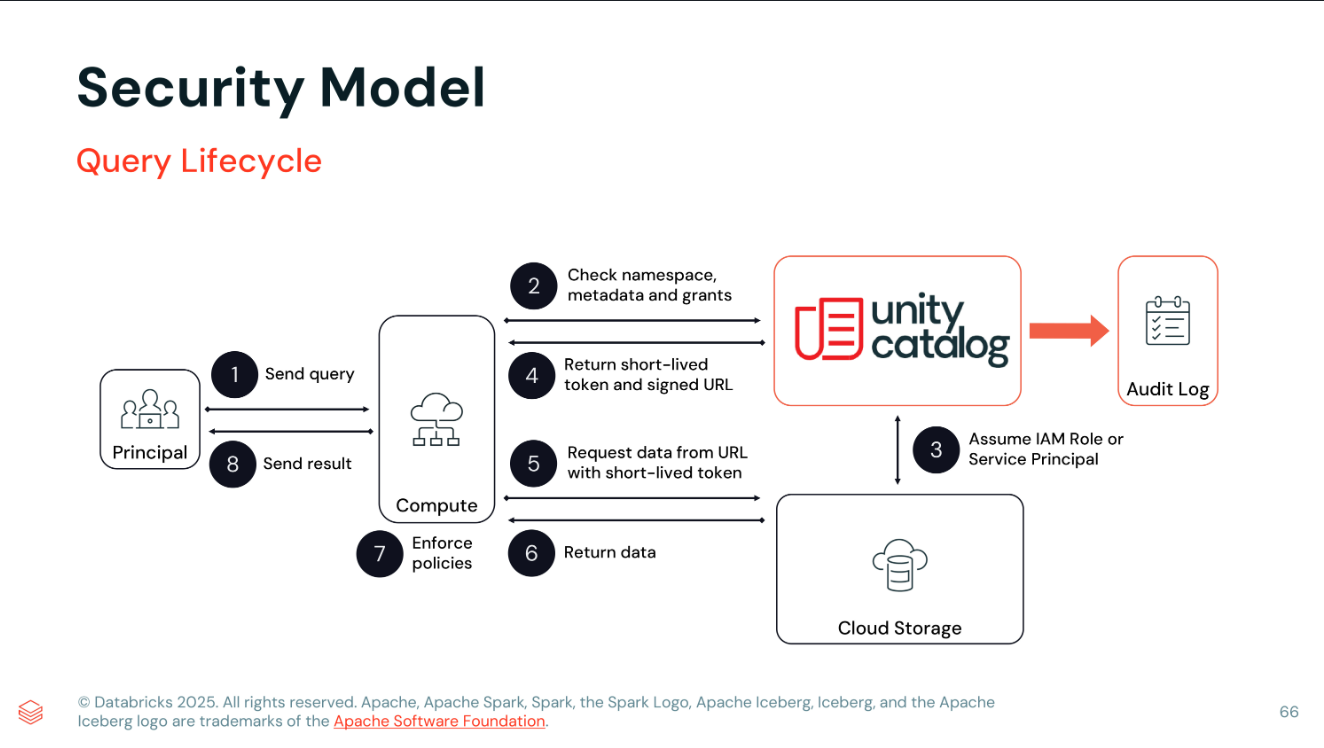 Security Model
Query Lifecycle
1
Send query
8
Send result
Principal
Compute
7
Enforce
policies
2
Check namespace,
metadata and grants
4
Return short-lived
token and signed URL
5
Request data from URL
with short-lived token
6
Return data
unity
catalog
Audit Log
3
Assume IAM Role or
Service Principal
Cloud Storage
© Databricks 2025. All rights reserved. Apache, Apache Spark, Spark, the Spark Logo, Apache Iceberg, Iceberg, and the Apache
Iceberg logo are trademarks of the Apache Software Foundation.
66